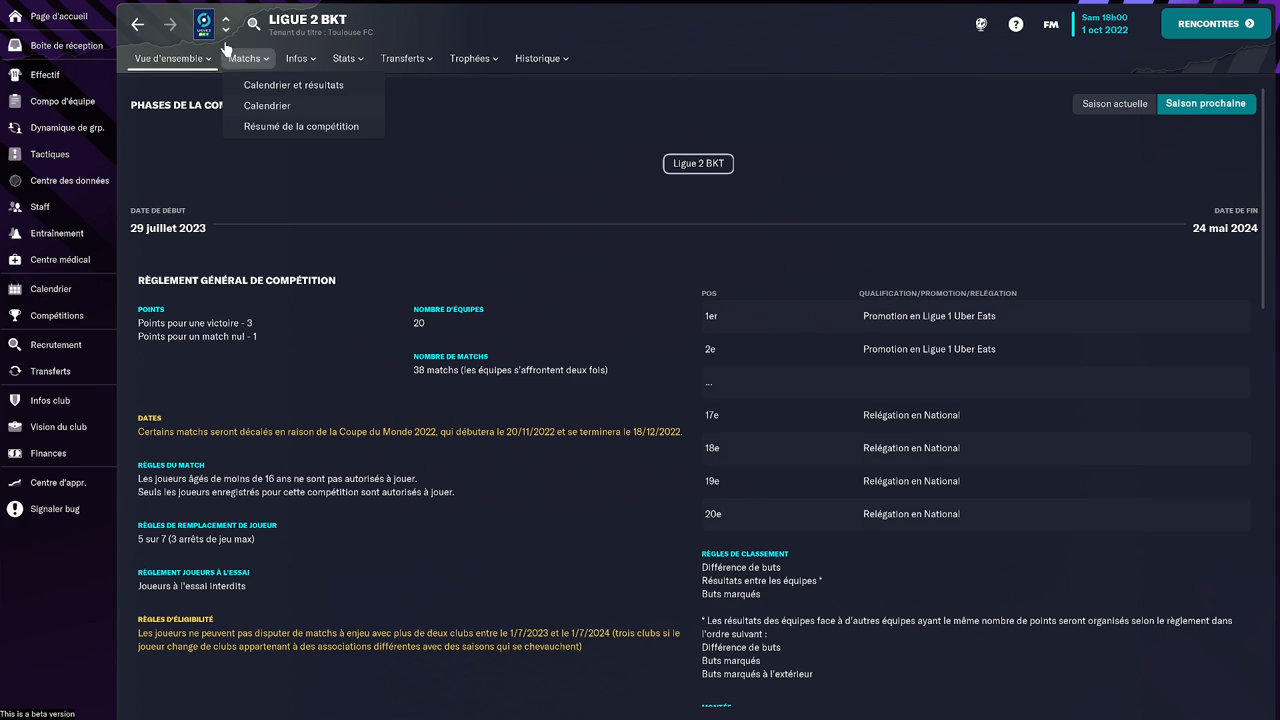 Page d'accueil
Boîte de réception
Effectif
Compo d'équipe
Dynamique de grp.
Tactiques
Centre des données
Staff
Entraînement
Centre médical
Calendrier
Compétitions
Recrutement
Transferts
Infos club
Vision du club
Finances
Centre d'appr.
Signaler bug
This is a beta version
LIGUE 2 BKT
Tenant du titre : Toulouse FC
FM
Sam 18h00
1 oct 2022
RENCONTRES
Vue d'ensemble
Matchs
Infos
Stats
Transferts
Trophées
Historique
Calendrier et résultats
Calendrier
Résumé de la compétition
PHASES DE LA CO
Saison actuelle
Saison prochaine
Ligue 2 BKT
DATE DE DÉBUT
29 juillet 2023
DATE DE FIN
24 mai 2024
RÈGLEMENT GÉNÉRAL DE COMPÉTITION
POINTS
Points pour une victoire - 3
Points pour un match nul - 1
NOMBRE D'ÉQUIPES
20
NOMBRE DE MATCHS
38 matchs (les équipes s'affrontent deux fois)
DATES
Certains matchs seront décalés en raison de la Coupe du Monde 2022, qui débutera le 20/11/2022 et se terminera le 18/12/2022.
RÈGLES DU MATCH
Les joueurs âgés de moins de 16 ans ne sont pas autorisés à jouer.
Seuls les joueurs enregistrés pour cette compétition sont autorisés à jouer.
RÈGLES DE REMPLACEMENT DE JOUEUR
5 sur 7 (3 arrêts de jeu max)
RÈGLEMENT JOUEURS À L'ESSAI
Joueurs à l'essai interdits
RÈGLES D'ÉLIGIBILITÉ
Les joueurs ne peuvent pas disputer de matchs à enjeu avec plus de deux clubs entre le 1/7/2023 et le 1/7/2024 (trois clubs si le
joueur change de clubs appartenant à des associations différentes avec des saisons qui se chevauchent)
POS QUALIFICATION/PROMOTION/RELÉGATION
1er Promotion en Ligue 1 Uber Eats
2e Promotion en Ligue 1 Uber Eats
...
17e Relégation en National
18e Relégation en National
19e Relégation en National
20e Relégation en National
RÈGLES DE CLASSEMENT
Différence de buts
Résultats entre les équipes *
Buts marqués
* Les résultats des équipes face à d'autres équipes ayant le même nombre de points seront organisés selon le règlement dans
l'ordre suivant :
Différence de buts
Buts marqués
Buts marqués à l'extérieur